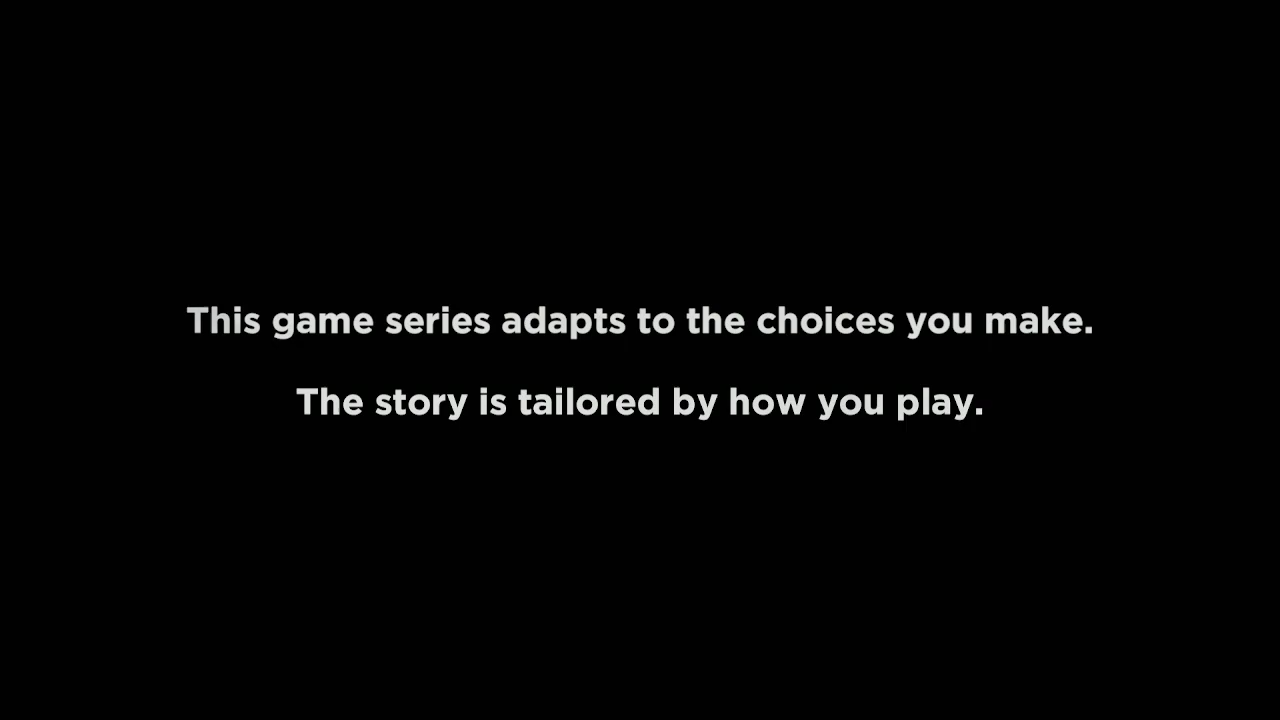 This game series adapts to the choices you make.
The story is tailored by how you play.